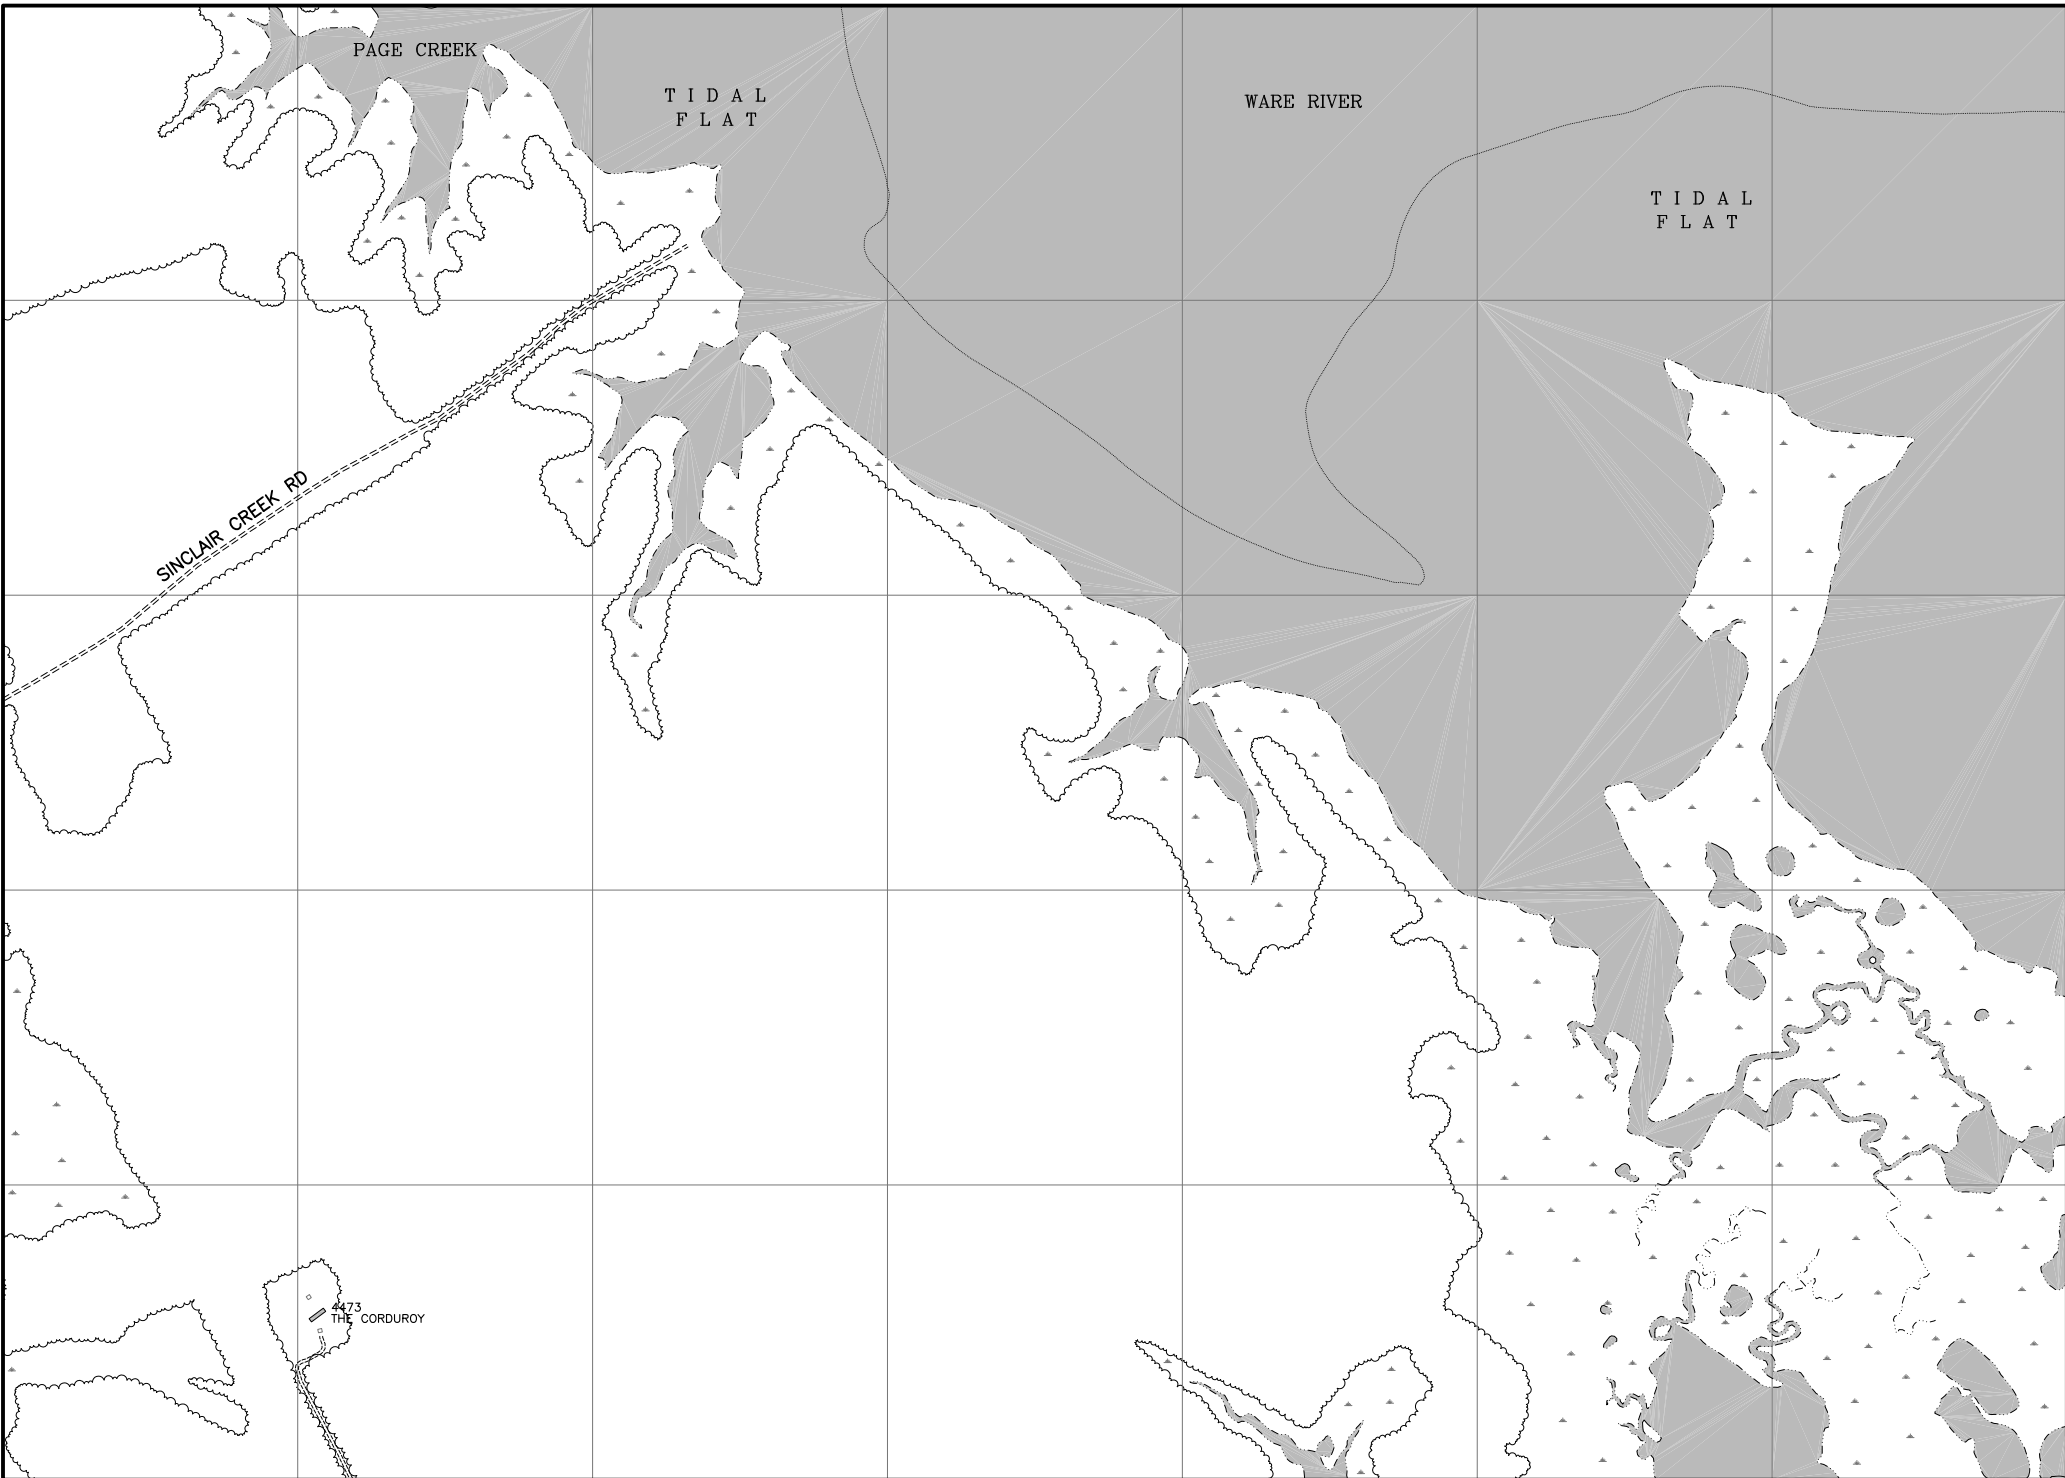 PAGE CREEK
T I D A L
F L A T
WARE RIVER
T I D A L
F L A T
SINCLAIR CREEK RD
4473
THE CORDUROY